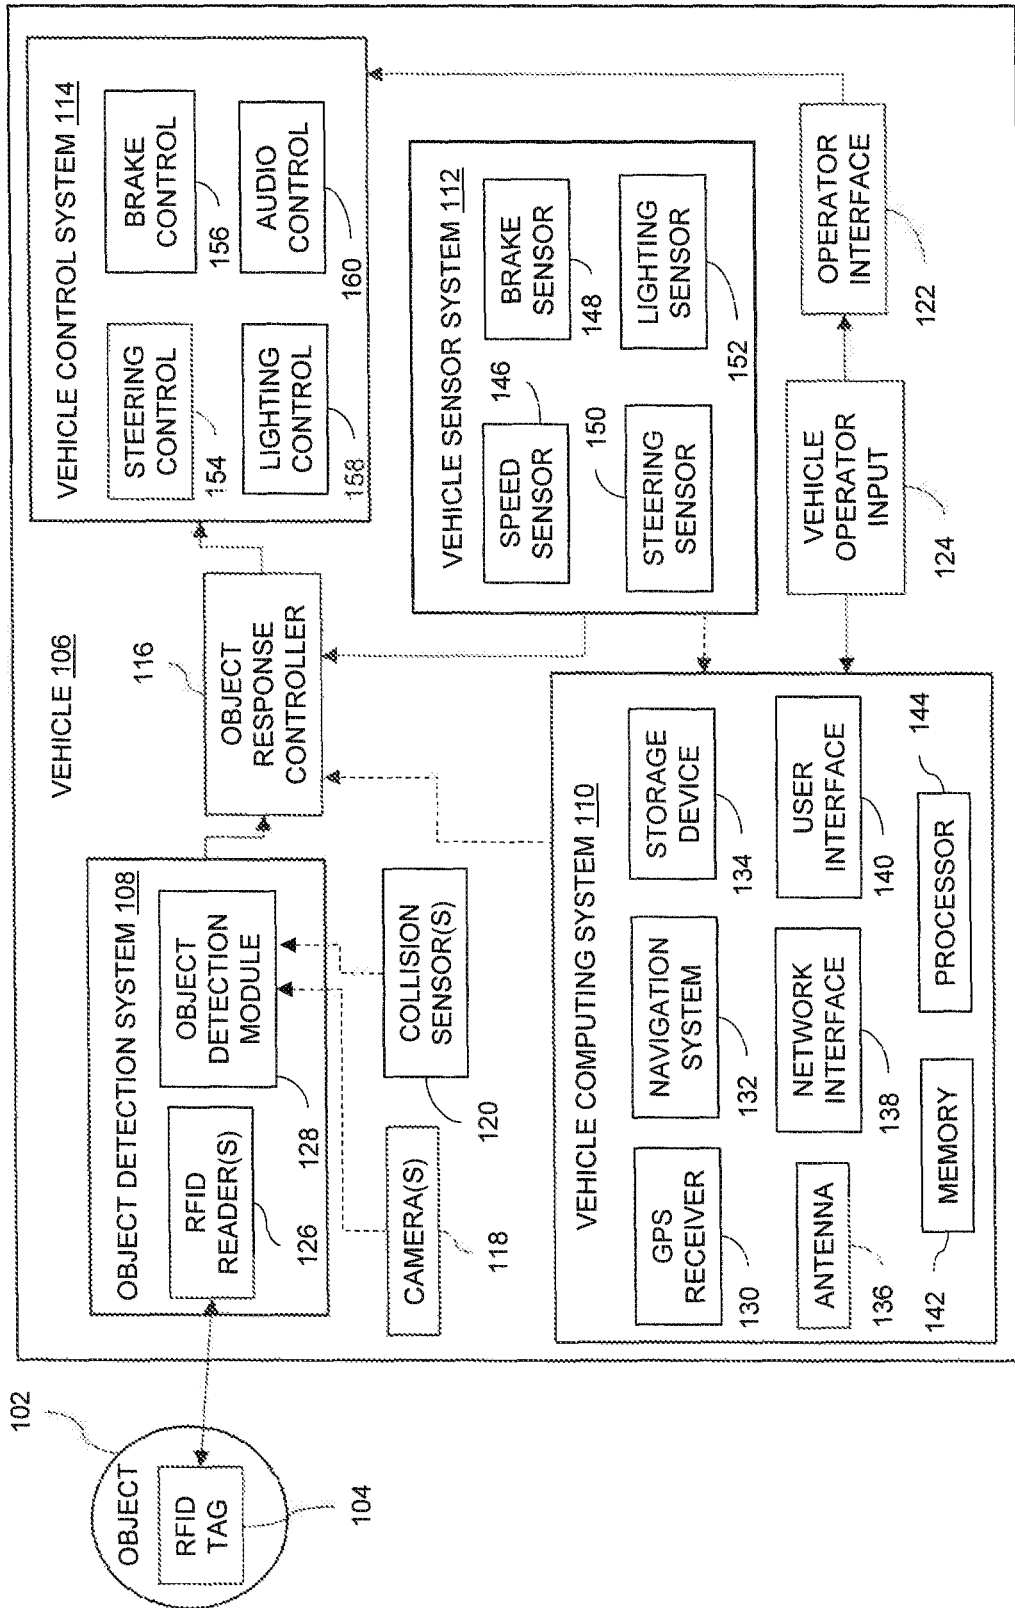 102
OBJECT
RFID
TAG
104
VEHICLE 106
OBJECT DETECTION SYSTEM 108
RFID
READER(S)
126
OBJECT
DETECTION
MODULE
128
CAMERA(S)
118
COLLISION
SENSOR(S)
120
116
OBJECT
RESPONSE
CONTROLLER
VEHICLE CONTROL SYSTEM 114
STEERING
CONTROL
154
BRAKE
CONTROL
156
LIGHTING
CONTROL
158
AUDIO
CONTROL
160
VEHICLE SENSOR SYSTEM 112
SPEED
SENSOR
146
BRAKE
SENSOR
148
STEERING
SENSOR
150
LIGHTING
SENSOR
152
VEHICLE COMPUTING SYSTEM 110
GPS
RECEIVER
130
NAVIGATION
SYSTEM
132
STORAGE
DEVICE
134
ANTENNA
136
NETWORK
INTERFACE
138
USER
INTERFACE
140
MEMORY
142
PROCESSOR
144
VEHICLE
OPERATOR
INPUT
124
OPERATOR
INTERFACE
122